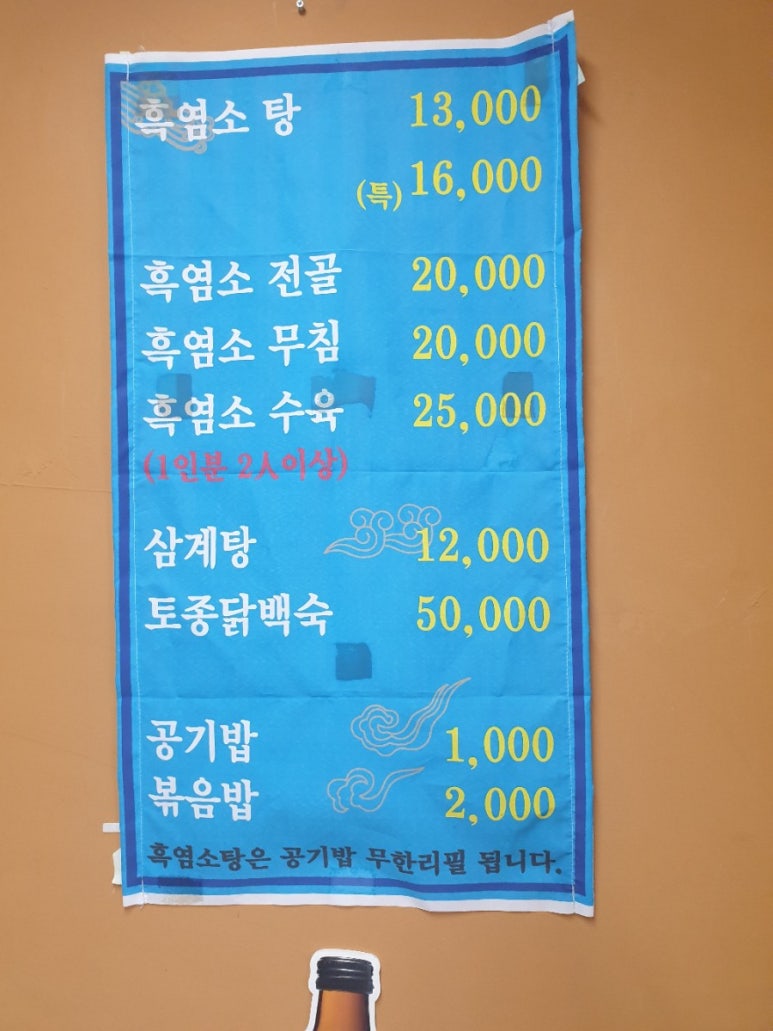 흑염소 탕 13,000
(특) 16,000
흑염소 전골 20,000
흑염소 무침 20,000
흑염소 수육 25,000
(1인분 2人이상)
삼계탕 12,000
토종닭백숙 50,000
공기밥 1,000
볶음밥 2,000
흑염소탕은 공기밥 무한리필 됩니다.